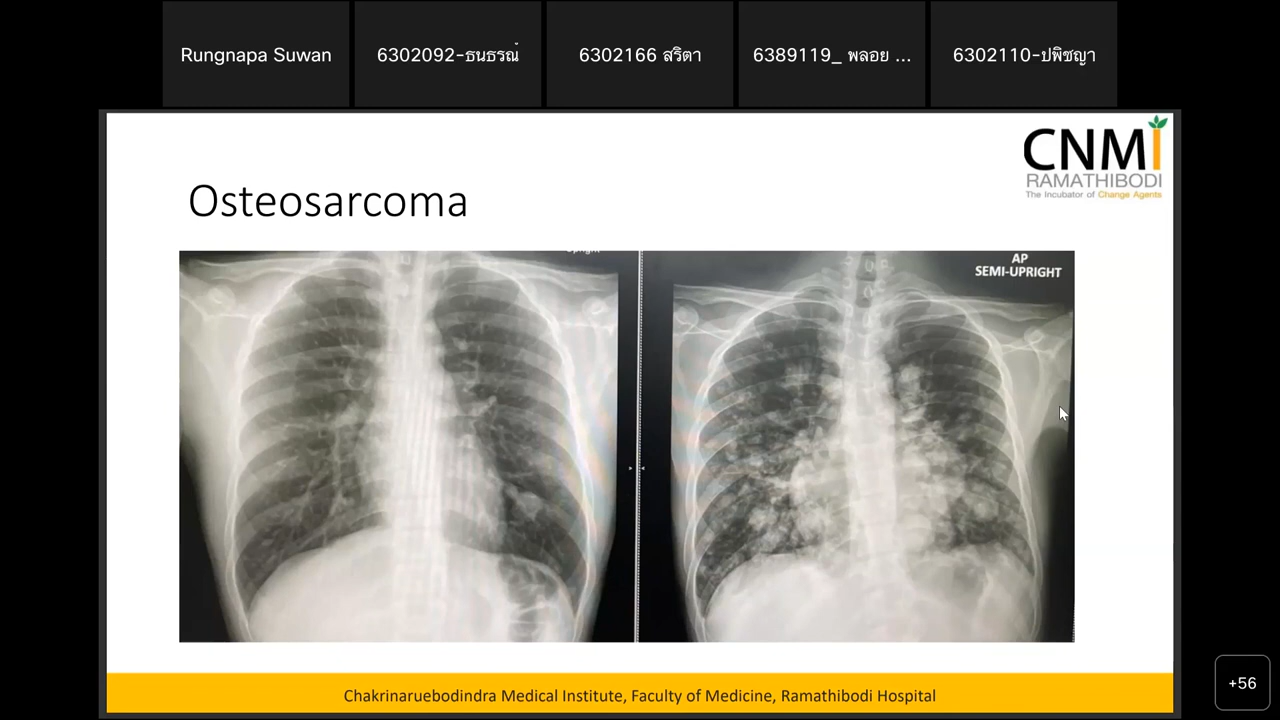 Rungnapa Suwan
6302092-ธนธรณ์
6302166 สริตา
6389119_ พลอย ...
6302110-ปพิชญา
CNMI
RAMATHIBODI
The Incubator of Change Agents
Osteosarcoma
AP
SEMI-UPRIGHT
Chakrinaruebodindra Medical Institute, Faculty of Medicine, Ramathibodi Hospital
+56